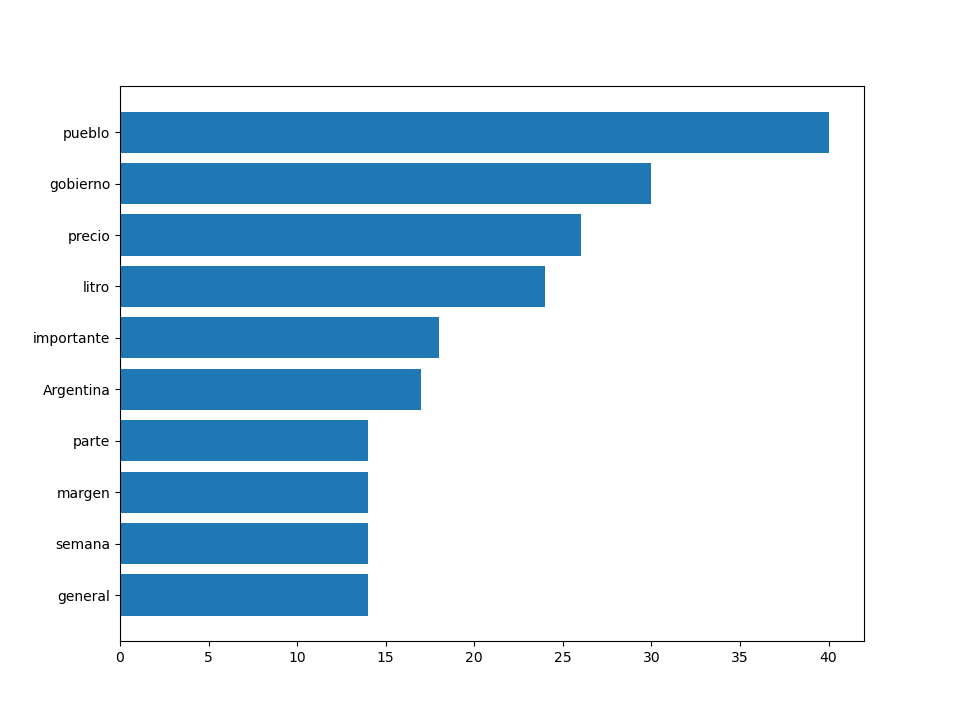 pueblo
gobierno
precio
litro
importante
Argentina
parte
margen
semana
general
0 5 10 15 20 25 30 35 40